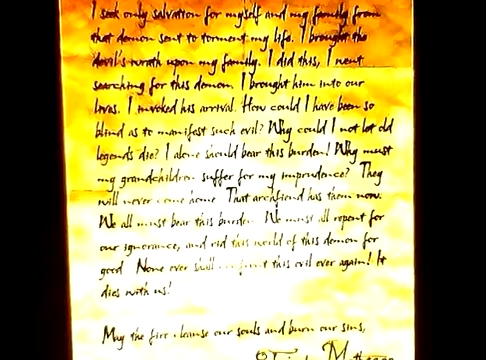 I seek only salvation for myself and my family from
that demon sent to torment my life. I brought the
devil's wrath upon my family. I did this, I went
searching for this demon. I brought him into our
lives. I invoked his arrival. How could I have been so
blind as to manifest such evil? Why could I not let old
legends die? I alone should bear this burden! Why must
my grandchildren suffer for my imprudence? They
will never come home. That archfiend has them now.
We all must bear this burden. We must all repent for
our ignorance, and rid this world of this demon for
good. None ever shall this evil ever again! It
dies with us!
May the fire cleanse our souls and burn our sins,